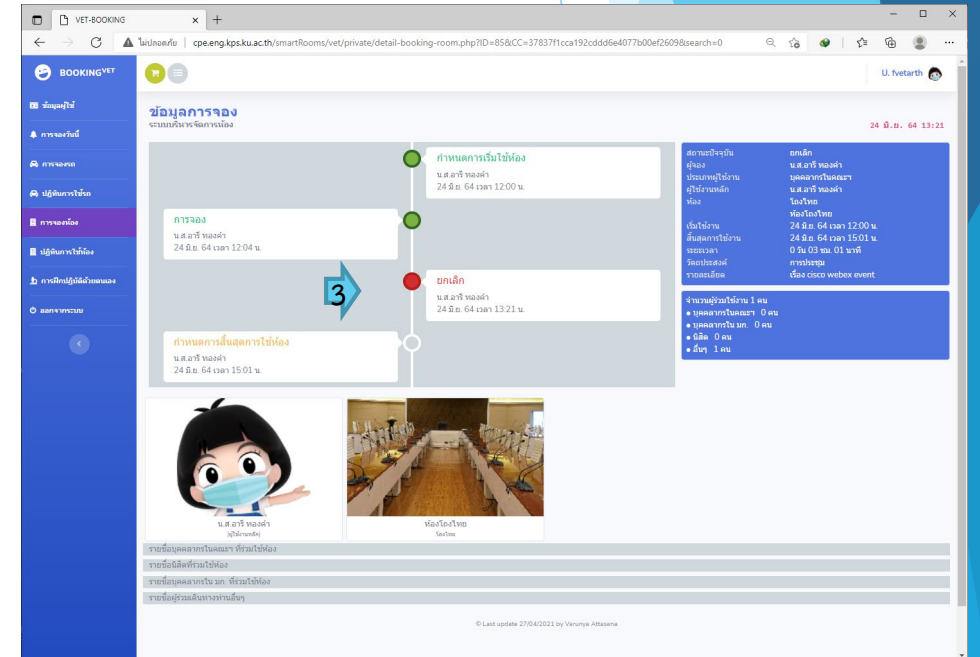 VET-BOOKING
ไม่ปลอดภัย | cpe.eng.kps.ku.ac.th/smartRooms/vet/private/detail-booking-room.php?ID=85&CC=37837f1cca192cddd6e4077b00ef2609&search=0
BOOKINGVET
U. fvetarth
ข้อมูลผู้ใช้
การจองวันนี้
การจองรถ
ปฏิทินการใช้รถ
การจองห้อง
ปฏิทินการใช้ห้อง
การฝึกปฏิบัติด้วยตนเอง
ออกจากระบบ
ข้อมูลการจอง
ระบบบริหารจัดการห้อง
24 มิ.ย. 64 13:21
กำหนดการเริ่มใช้ห้อง
น.ส.อารี ทองคำ
24 มิ.ย. 64 เวลา 12:00 น.
การจอง
น.ส.อารี ทองคำ
24 มิ.ย. 64 เวลา 12:04 น.
3
ยกเลิก
น.ส.อารี ทองคำ
24 มิ.ย. 64 เวลา 13:21 น.
กำหนดการสิ้นสุดการใช้ห้อง
น.ส.อารี ทองคำ
24 มิ.ย. 64 เวลา 15:01 น.
สถานะปัจจุบัน ยกเลิก
ผู้จอง น.ส.อารี ทองคำ
ประเภทผู้ใช้งาน บุคคลากรในคณะฯ
ผู้ใช้งานหลัก น.ส.อารี ทองคำ
ห้อง โถงไทย
ห้องโถงไทย
เริ่มใช้งาน 24 มิ.ย. 64 เวลา 12:00 น.
สิ้นสุดการใช้งาน 24 มิ.ย. 64 เวลา 15:01 น.
ระยะเวลา 0 วัน 03 ชม. 01 นาที
วัตถุประสงค์ การประชุม
รายละเอียด เรื่อง cisco webex event
จำนวนผู้ร่วมใช้งาน 1 คน
● บุคคลากรในคณะฯ 0 คน
● บุคคลากรใน มก. 0 คน
● นิสิต 0 คน
● อื่นๆ 1 คน
น.ส.อารี ทองคำ
(ผู้ใช้งานหลัก)
ห้องโถงไทย
โถงไทย
รายชื่อบุคคลากรในคณะฯ ที่ร่วมใช้ห้อง
รายชื่อนิสิตที่ร่วมใช้ห้อง
รายชื่อบุคคลากรใน มก. ที่ร่วมใช้ห้อง
รายชื่อผู้ร่วมเดินทางท่านอื่นๆ
© Last update 27/04/2021 by Varunya Attasena